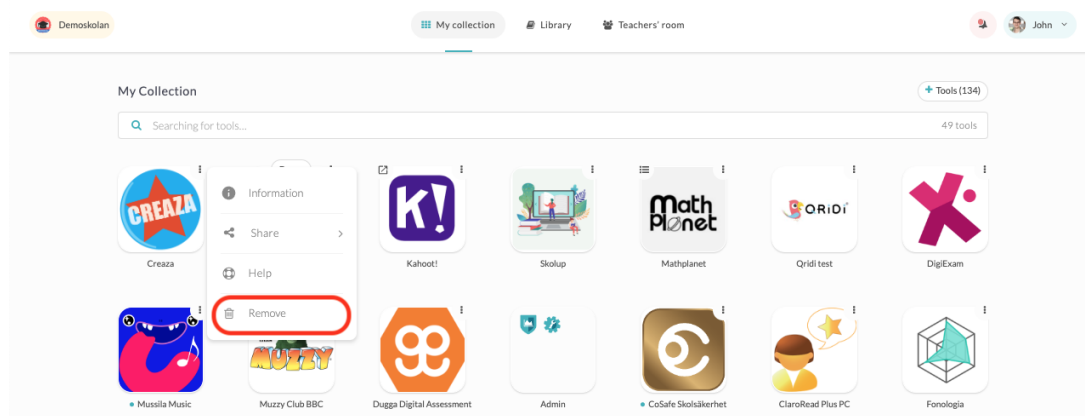 Demoskolan
My collection
Library
Teachers' room
John
My Collection
+ Tools (134)
Searching for tools...
49 tools
CREAZA
Information
Share
Help
Remove
K!
Math
Planet
QRIDI
Creaza
Kahoot!
Skolup
Mathplanet
Qridi test
DigiExam
MUZZY
Mussila Music
Muzzy Club BBC
Dugga Digital Assessment
Admin
CoSafe Skolsäkerhet
ClaroRead Plus PC
Fonologia